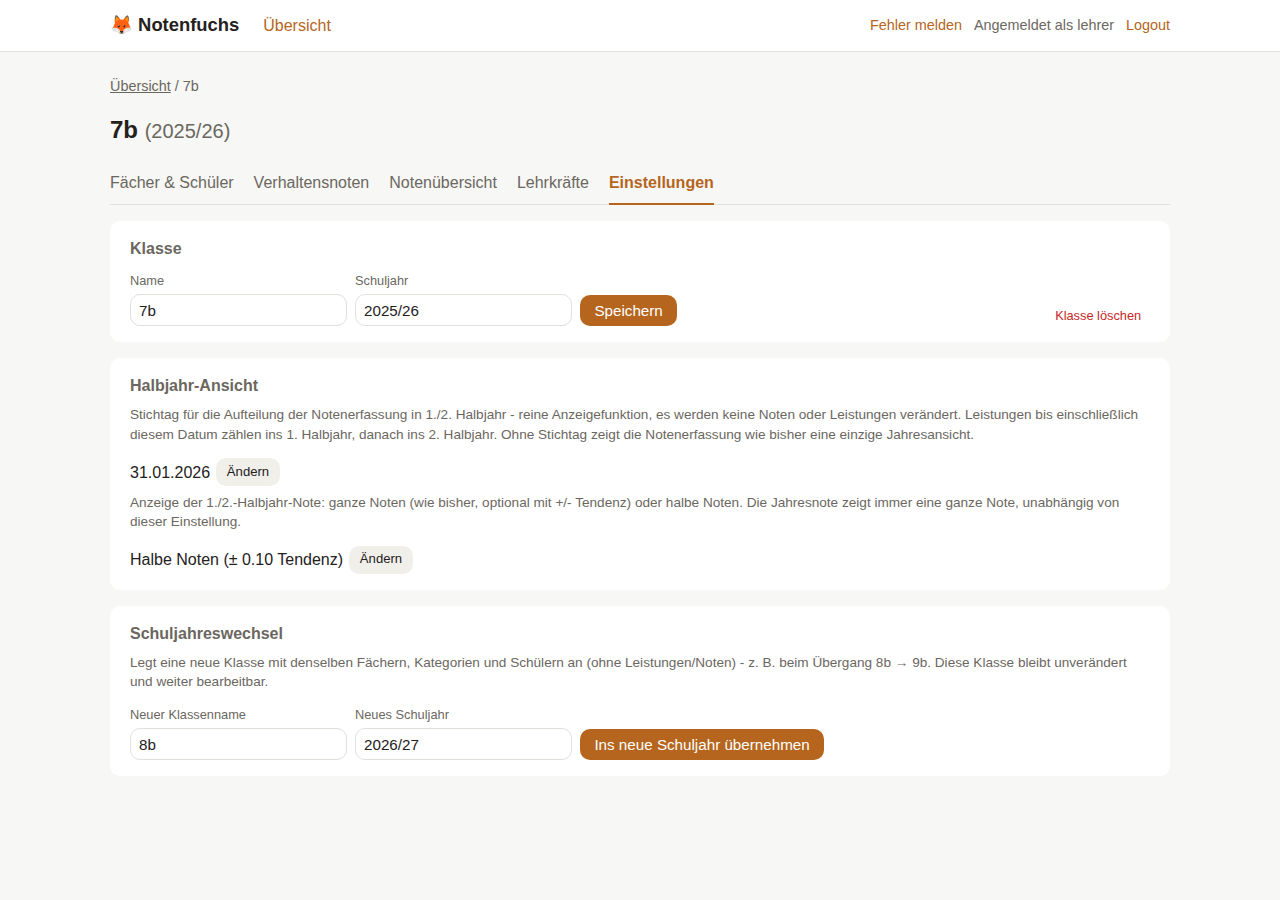 🦊 Notenfuchs Übersicht Fehler melden Angemeldet als lehrer Logout
Übersicht / 7b
7b (2025/26)
Fächer & Schüler Verhaltensnoten Notenübersicht Lehrkräfte Einstellungen
Klasse
Name Schuljahr
7b 2025/26 Speichern Klasse löschen
Halbjahr-Ansicht
Stichtag für die Aufteilung der Notenerfassung in 1./2. Halbjahr - reine Anzeigefunktion, es werden keine Noten oder Leistungen verändert. Leistungen bis einschließlich
diesem Datum zählen ins 1. Halbjahr, danach ins 2. Halbjahr. Ohne Stichtag zeigt die Notenerfassung wie bisher eine einzige Jahresansicht.
31.01.2026 Ändern
Anzeige der 1./2.-Halbjahr-Note: ganze Noten (wie bisher, optional mit +/- Tendenz) oder halbe Noten. Die Jahresnote zeigt immer eine ganze Note, unabhängig von
dieser Einstellung.
Halbe Noten (± 0.10 Tendenz) Ändern
Schuljahreswechsel
Legt eine neue Klasse mit denselben Fächern, Kategorien und Schülern an (ohne Leistungen/Noten) - z. B. beim Übergang 8b → 9b. Diese Klasse bleibt unverändert
und weiter bearbeitbar.
Neuer Klassenname Neues Schuljahr
8b 2026/27 Ins neue Schuljahr übernehmen